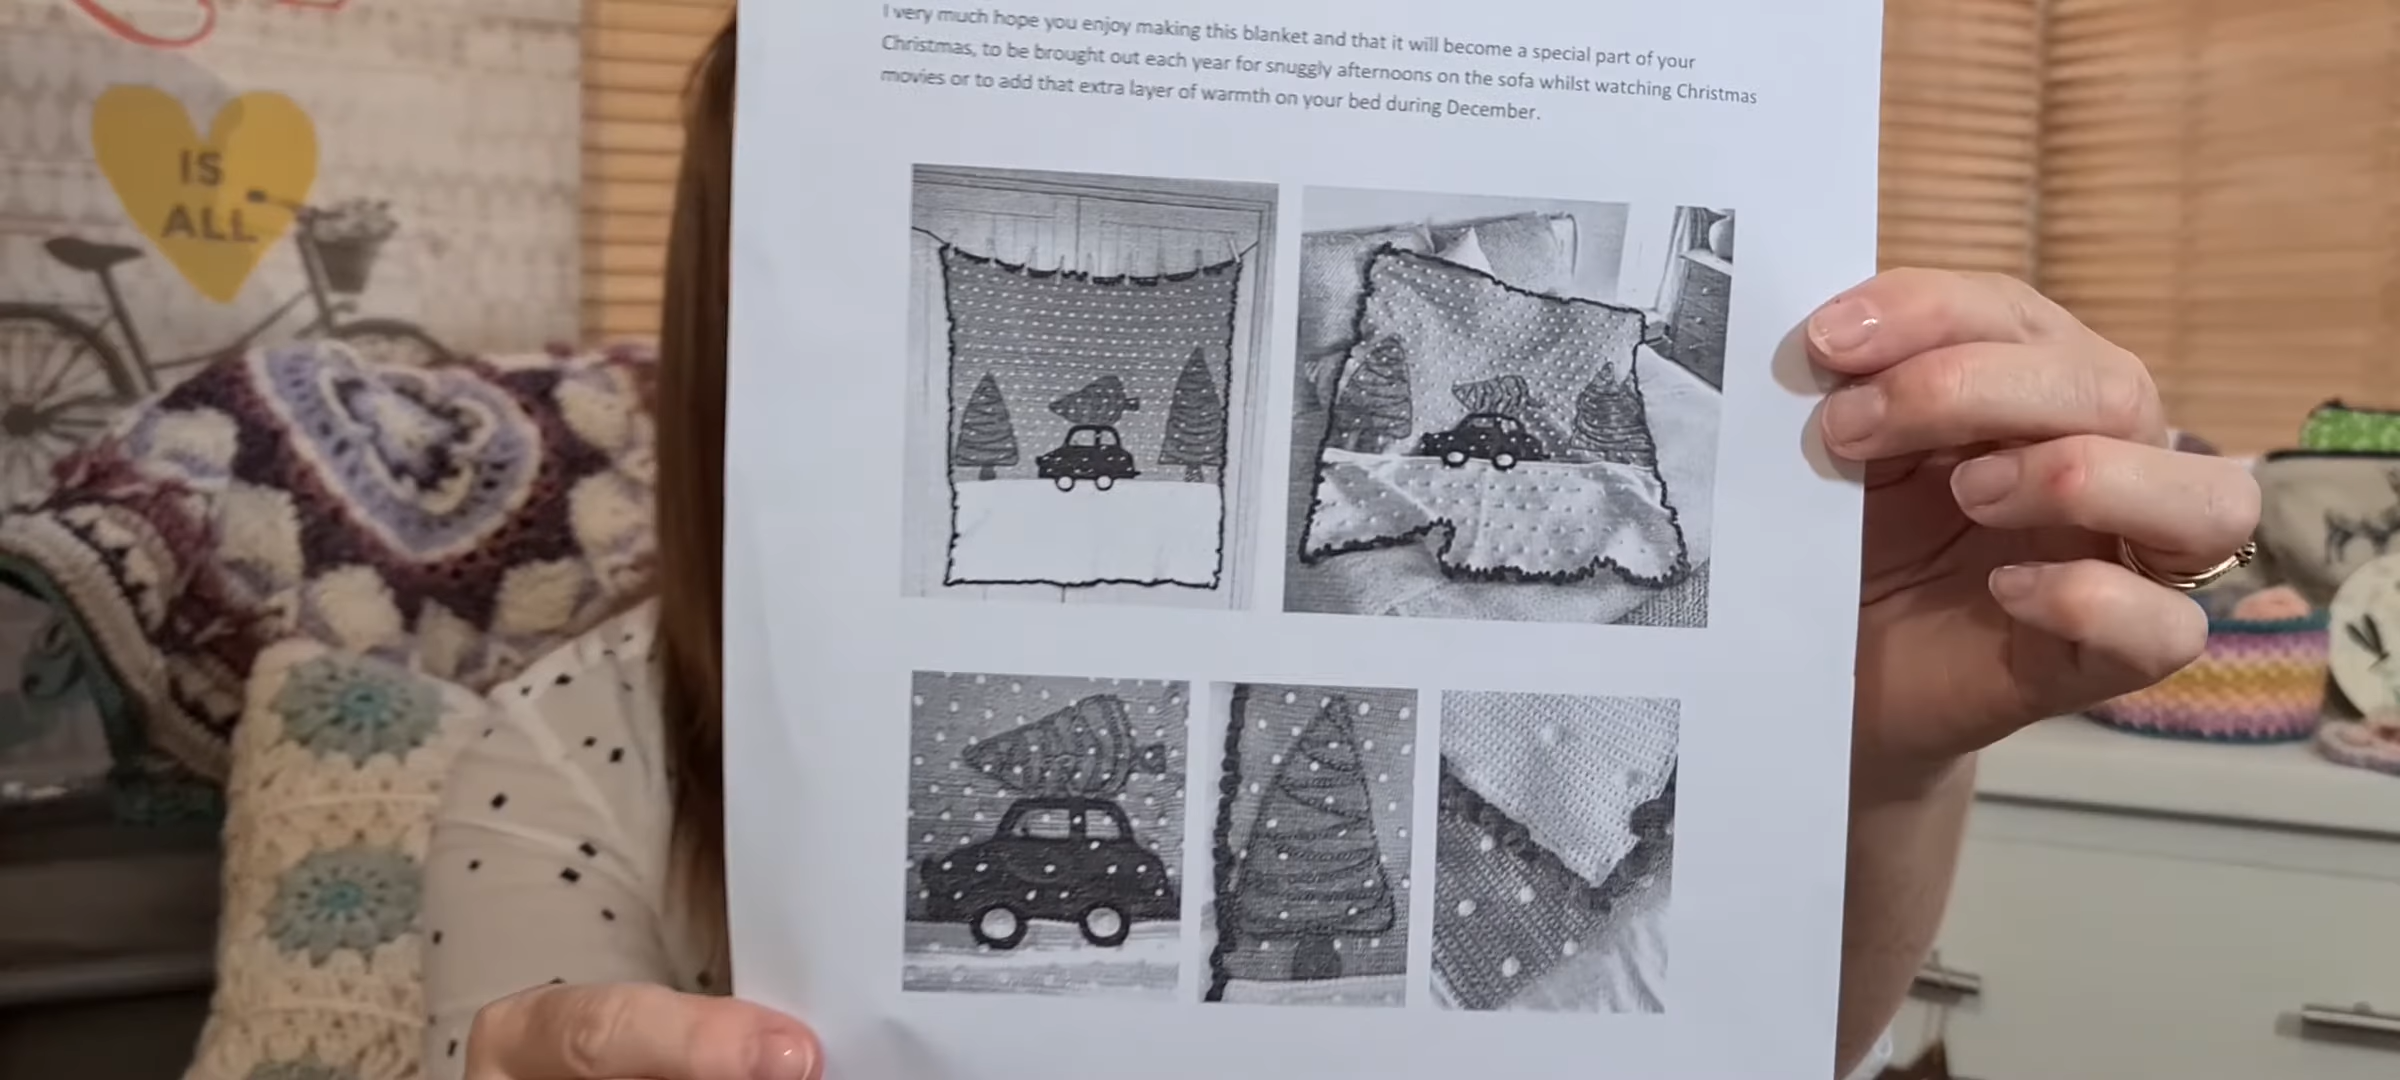 IS
ALL
I very much hope you enjoy making this blanket and that it will become a special part of your
Christmas, to be brought out each year for snuggly afternoons on the sofa whilst watching Christmas
movies or to add that extra layer of warmth on your bed during December.